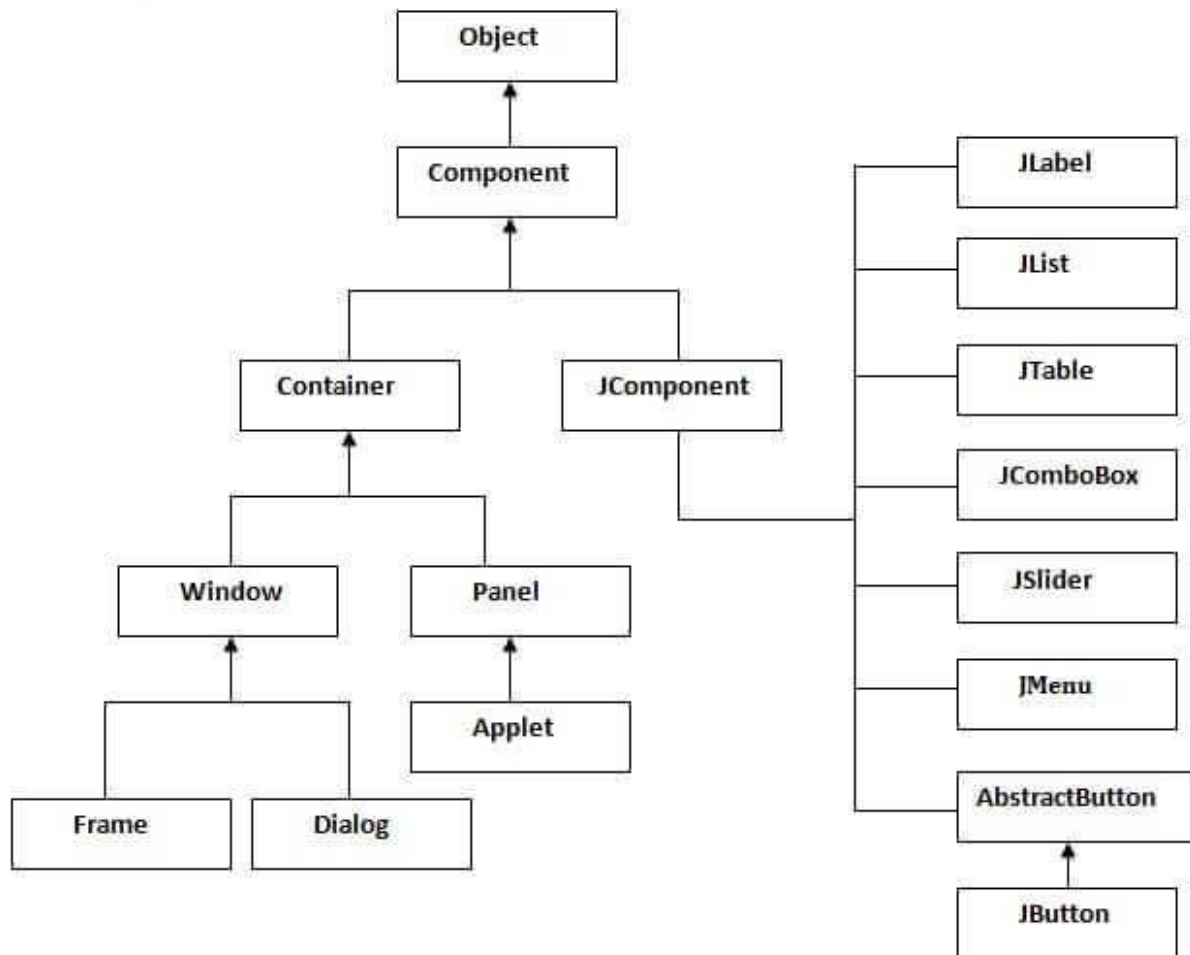 Object
Component
Container
JComponent
Window
Panel
Applet
Frame
Dialog
JLabel
JList
JTable
JComboBox
JSlider
JMenu
AbstractButton
JButton